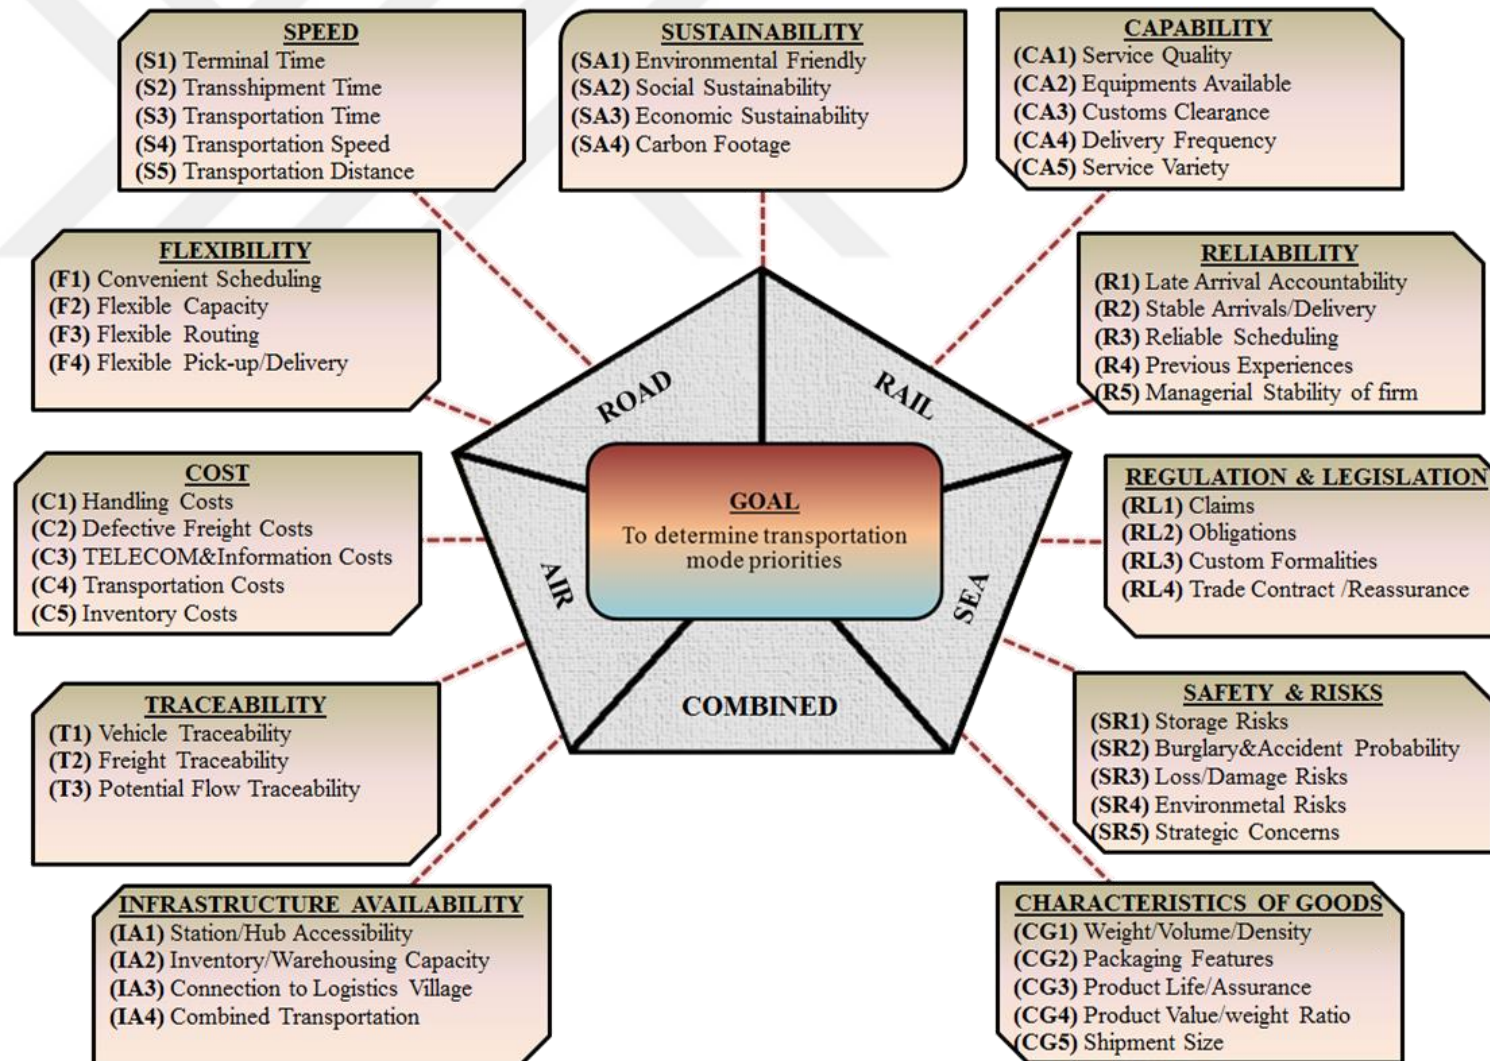 SPEED
(S1) Terminal Time
(S2) Transshipment Time
(S3) Transportation Time
(S4) Transportation Speed
(S5) Transportation Distance
SUSTAINABILITY
(SA1) Environmental Friendly
(SA2) Social Sustainability
(SA3) Economic Sustainability
(SA4) Carbon Footage
CAPABILITY
(CA1) Service Quality
(CA2) Equipments Available
(CA3) Customs Clearance
(CA4) Delivery Frequency
(CA5) Service Variety
FLEXIBILITY
(F1) Convenient Scheduling
(F2) Flexible Capacity
(F3) Flexible Routing
(F4) Flexible Pick-up/Delivery
RELIABILITY
(R1) Late Arrival Accountability
(R2) Stable Arrivals/Delivery
(R3) Reliable Scheduling
(R4) Previous Experiences
(R5) Managerial Stability of firm
ROAD
RAIL
COST
(C1) Handling Costs
(C2) Defective Freight Costs
(C3) TELECOM&Information Costs
(C4) Transportation Costs
(C5) Inventory Costs
GOAL
To determine transportation
mode priorities
REGULATION & LEGISLATION
(RL1) Claims
(RL2) Obligations
(RL3) Custom Formalities
(RL4) Trade Contract /Reassurance
AIR
SEA
COMBINED
TRACEABILITY
(T1) Vehicle Traceability
(T2) Freight Traceability
(T3) Potential Flow Traceability
SAFETY & RISKS
(SR1) Storage Risks
(SR2) Burglary&Accident Probability
(SR3) Loss/Damage Risks
(SR4) Environmetal Risks
(SR5) Strategic Concerns
INFRASTRUCTURE AVAILABILITY
(IA1) Station/Hub Accessibility
(IA2) Inventory/Warehousing Capacity
(IA3) Connection to Logistics Village
(IA4) Combined Transportation
CHARACTERISTICS OF GOODS
(CG1) Weight/Volume/Density
(CG2) Packaging Features
(CG3) Product Life/Assurance
(CG4) Product Value/weight Ratio
(CG5) Shipment Size